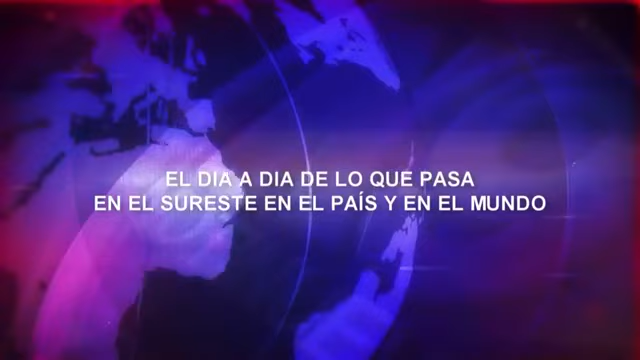 EL DIA A DIA DE LO QUE PASA
EN EL SURESTE EN EL PAÍS Y EN EL MUNDO